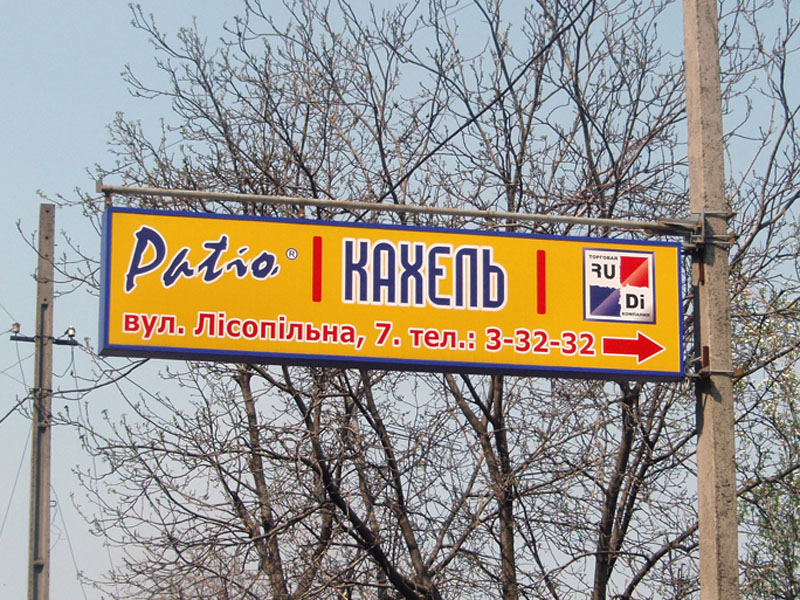 Patio ® | КАХЕЛЬ |
ТОРГОВАЯ
RU
Di
КОМПАНИЯ
вул. Лісопільна, 7. тел.: 3-32-32